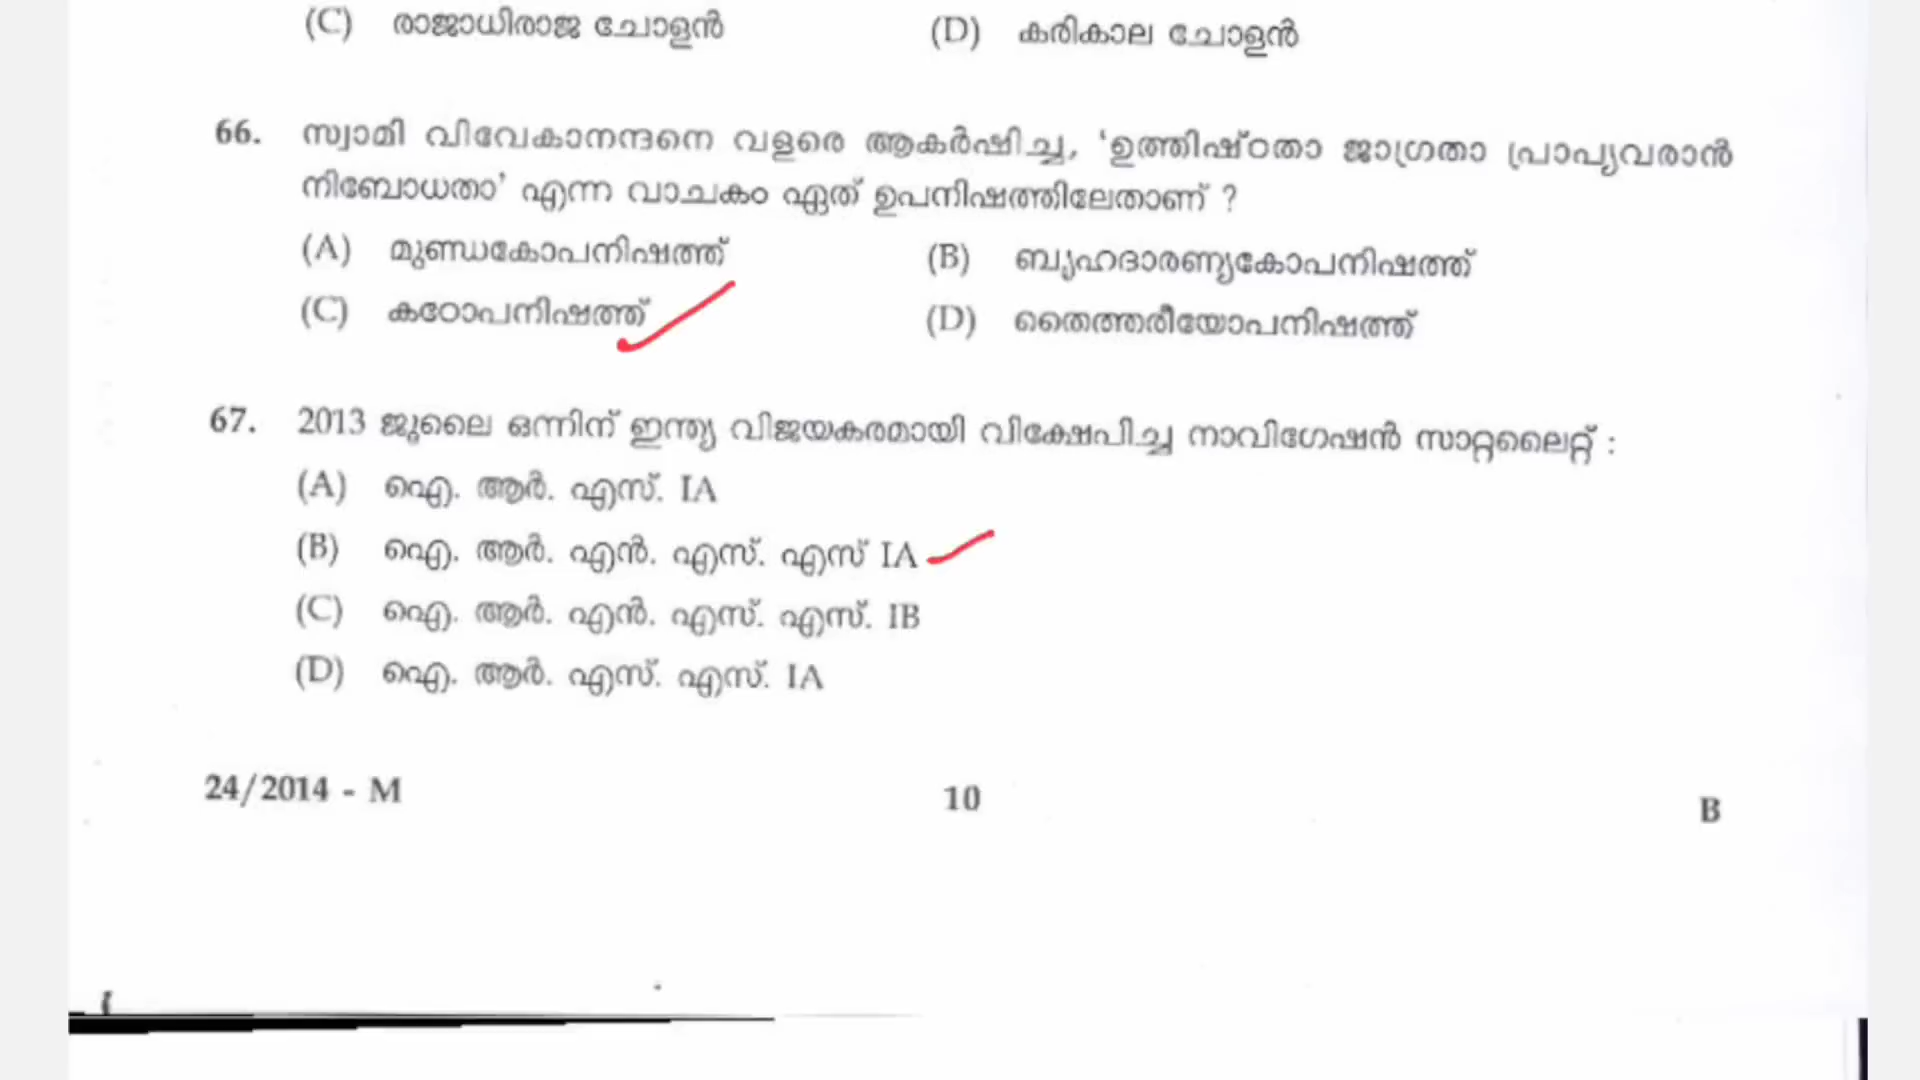 (C) രാജാധിരാജ ചോളൻ (D) കരികാല ചോളൻ
66. സ്വാമി വിവേകാനന്ദനെ വളരെ ആകർഷിച്ച, 'ഉത്തിഷ്ഠതാ ജാഗ്രതാ പ്രാപ്യവരാൻ
നിബോധതാ' എന്ന വാചകം ഏത് ഉപനിഷത്തിലേതാണ് ?
(A) മുണ്ഡകോപനിഷത്ത് (B) ബൃഹദാരണ്യകോപനിഷത്ത്
(C) കഠോപനിഷത്ത് (D) തൈത്തരീയോപനിഷത്ത്
67. 2013 ജൂലൈ ഒന്നിന് ഇന്ത്യ വിജയകരമായി വിക്ഷേപിച്ച നാവിഗേഷൻ സാറ്റലൈറ്റ് :
(A) ഐ. ആർ. എസ്. IA
(B) ഐ. ആർ. എൻ. എസ്. എസ് IA
(C) ഐ. ആർ. എൻ. എസ്. എസ്. IB
(D) ഐ. ആർ. എസ്. എസ്. IA
24/2014 - M 10 B